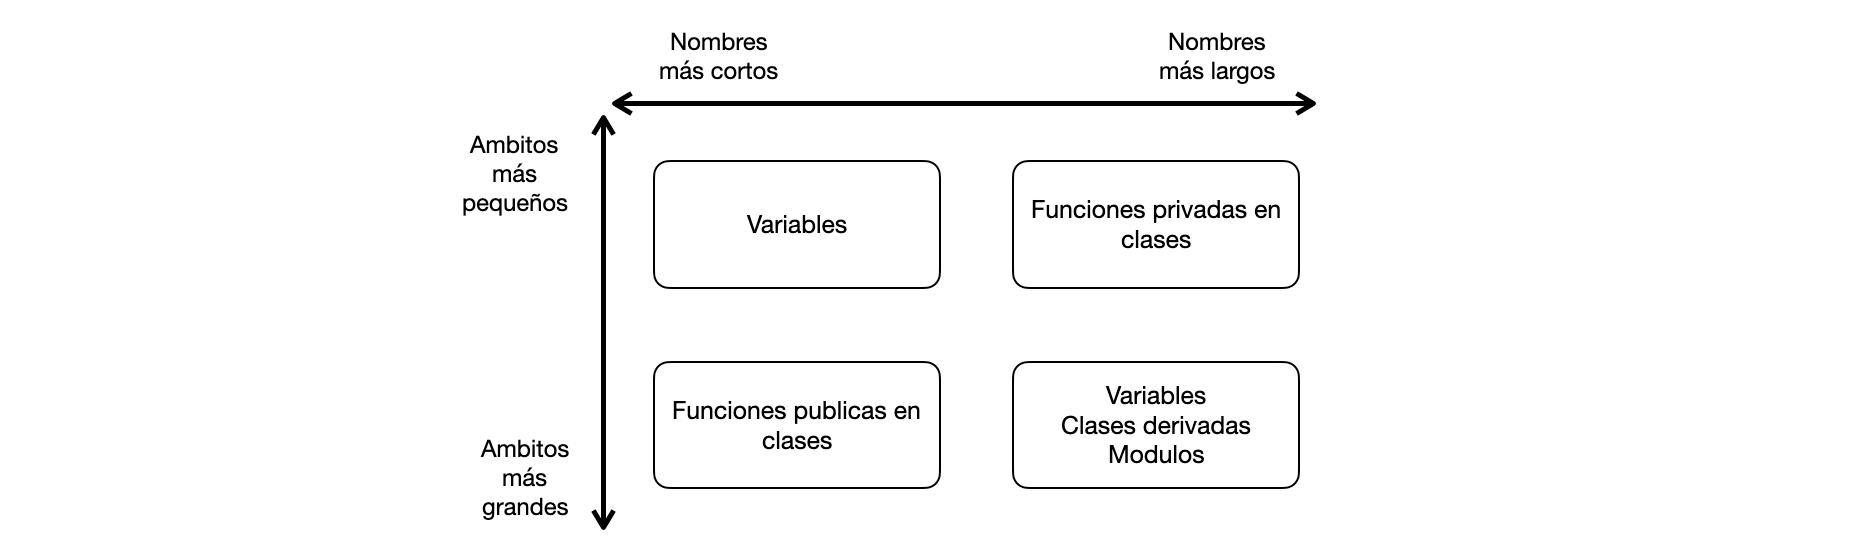 Nombres
más cortos
Nombres
más largos
Ambitos
más
pequeños
Variables
Funciones privadas en
clases
Funciones publicas en
clases
Variables
Clases derivadas
Modulos
Ambitos
más
grandes